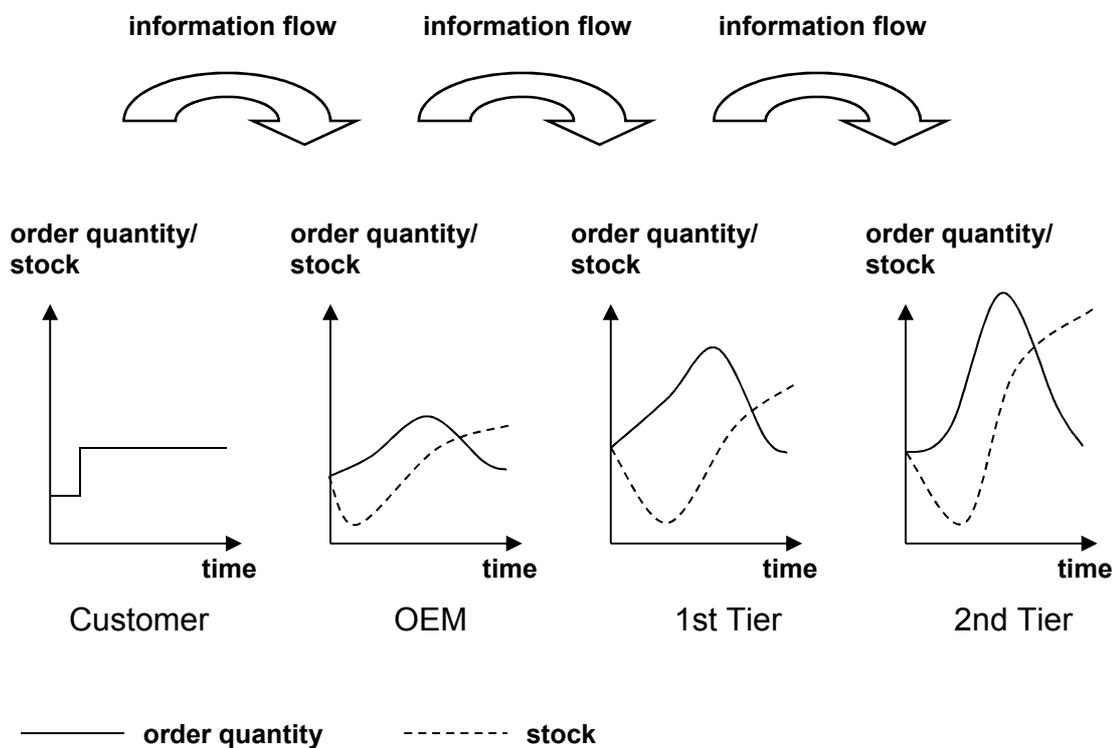 information flow
information flow
information flow
order quantity/
stock
order quantity/
stock
order quantity/
stock
order quantity/
stock
time
time
time
time
Customer
OEM
1st Tier
2nd Tier
order quantity
stock